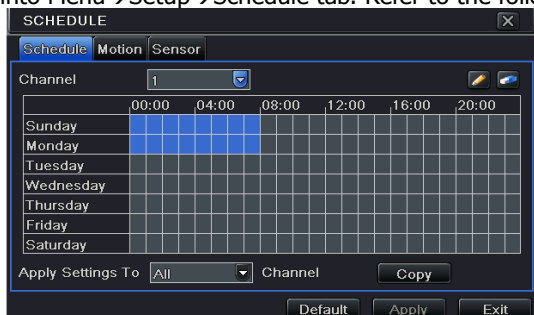 into Menu→Setup→Schedule tab. Refer to the follo
SCHEDULE
Schedule Motion Sensor
Channel 1
00:00 04:00 08:00 12:00 16:00 20:00
Sunday
Monday
Tuesday
Wednesday
Thursday
Friday
Saturday
Apply Settings To All Channel Copy
Default Apply Exit